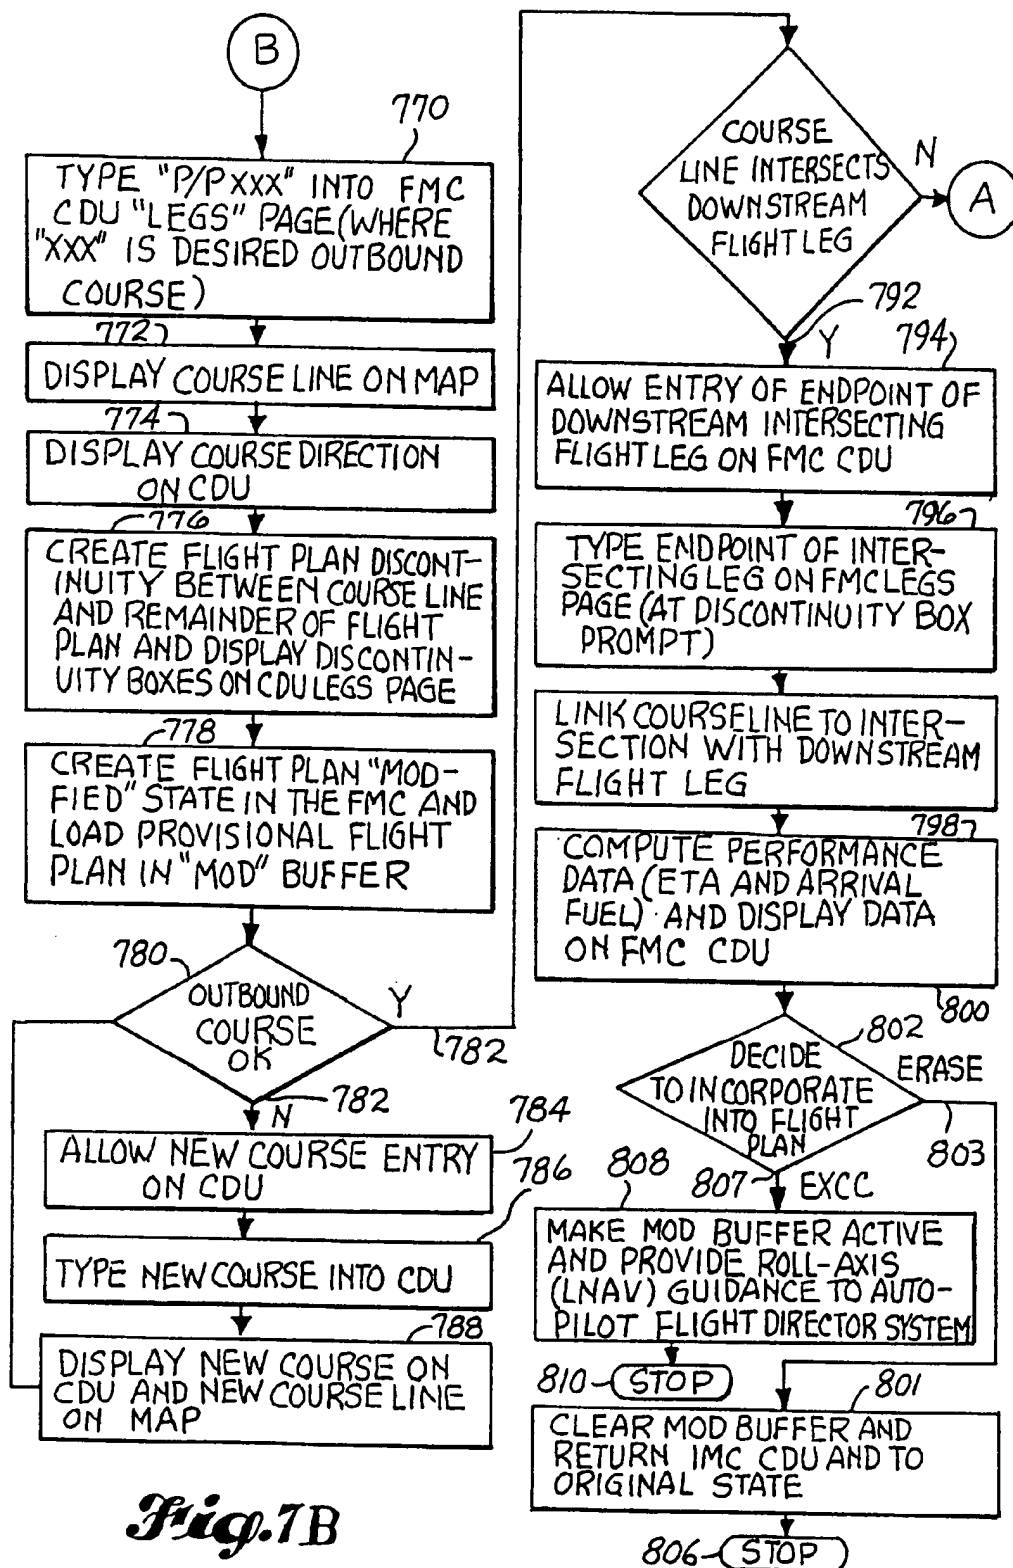 B
770
TYPE "P/PXXX" INTO FMC
CDU "LEGS" PAGE(WHERE
"XXX" IS DESIRED OUTBOUND
COURSE)
772
DISPLAY COURSE LINE ON MAP
774
DISPLAY COURSE DIRECTION
ON CDU
776
CREATE FLIGHT PLAN DISCONT-
INUITY BETWEEN COURSE LINE
AND REMAINDER OF FLIGHT
PLAN AND DISPLAY DISCONTIN-
UITY BOXES ON CDU LEGS PAGE
778
CREATE FLIGHT PLAN "MOD-
FIED" STATE IN THE FMC AND
LOAD PROVISIONAL FLIGHT
PLAN IN "MOD" BUFFER
780
OUTBOUND
COURSE
OK
Y
782
N
782
784
ALLOW NEW COURSE ENTRY
ON CDU
786
TYPE NEW COURSE INTO CDU
788
DISPLAY NEW COURSE ON
CDU AND NEW COURSE LINE
ON MAP
Fig.7B
COURSE
LINE INTERSECTS
DOWNSTREAM
FLIGHT LEG
N
A
792
Y
794
ALLOW ENTRY OF ENDPOINT OF
DOWNSTREAM INTERSECTING
FLIGHT LEG ON FMC CDU
796
TYPE ENDPOINT OF INTER-
SECTING LEG ON FMC LEGS
PAGE (AT DISCONTINUITY BOX
PROMPT)
LINK COURSELINE TO INTER-
SECTION WITH DOWNSTREAM
FLIGHT LEG
798
COMPUTE PERFORMANCE
DATA (ETA AND ARRIVAL
FUEL) AND DISPLAY DATA
ON FMC CDU
800
802
DECIDE
TO INCORPORATE
INTO FLIGHT
PLAN
ERASE
803
807
EXCC
808
MAKE MOD BUFFER ACTIVE
AND PROVIDE ROLL-AXIS
(LNAV) GUIDANCE TO AUTO-
PILOT FLIGHT DIRECTOR SYSTEM
810
STOP
801
CLEAR MOD BUFFER AND
RETURN IMC CDU AND TO
ORIGINAL STATE
806
STOP